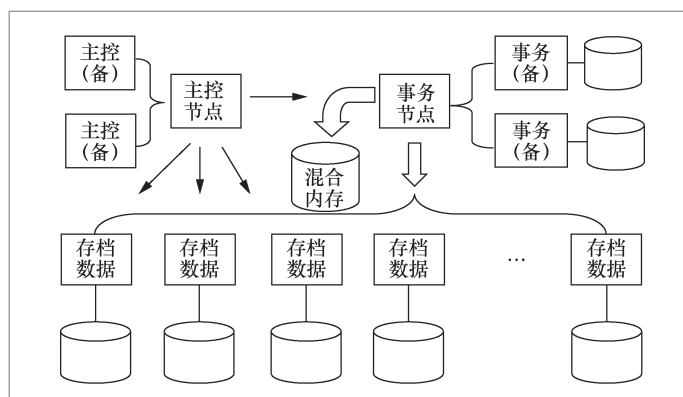 主控
（备）
主控
（备）
主控
节点
事务
节点
事务
（备）
事务
（备）
混合
内存
存档
数据
存档
数据
存档
数据
存档
数据
…
存档
数据